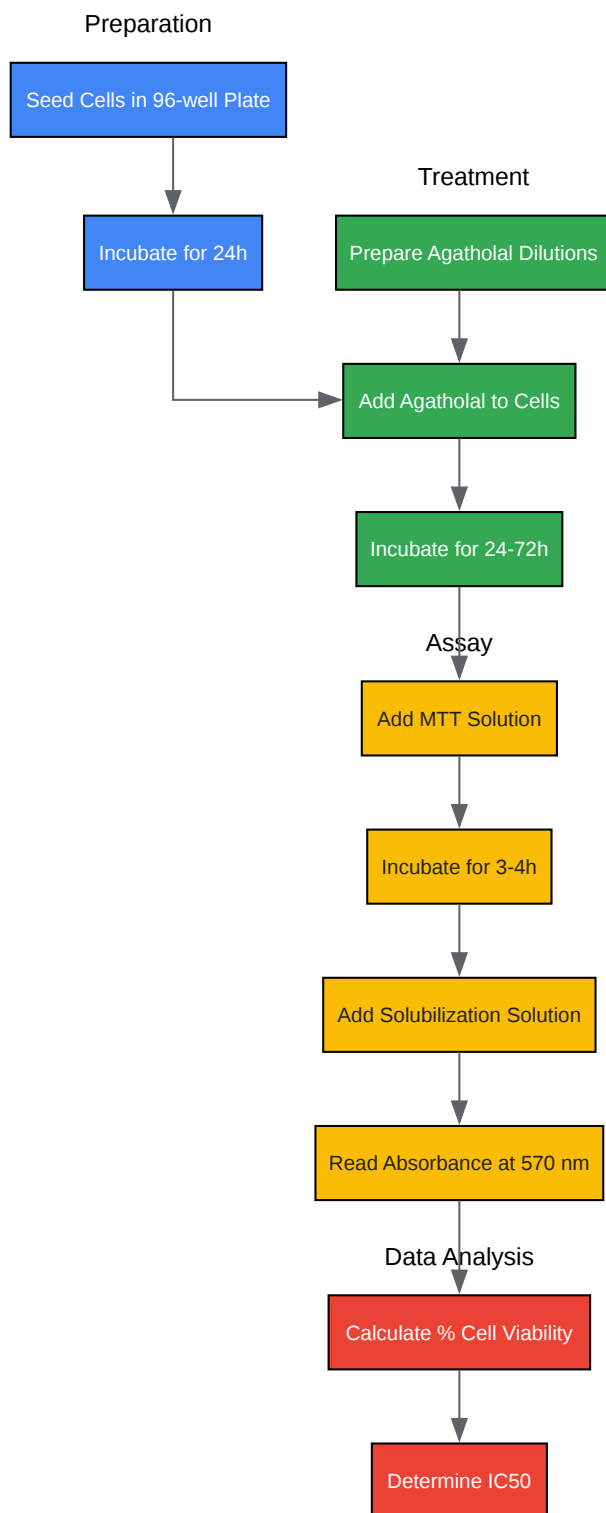 Preparation
Seed Cells in 96-well Plate
Treatment
Incubate for 24h
Prepare Agatholal Dilutions
Add Agatholal to Cells
Incubate for 24-72h
Assay
Add MTT Solution
Incubate for 3-4h
Add Solubilization Solution
Read Absorbance at 570 nm
Data Analysis
Calculate % Cell Viability
Determine IC50